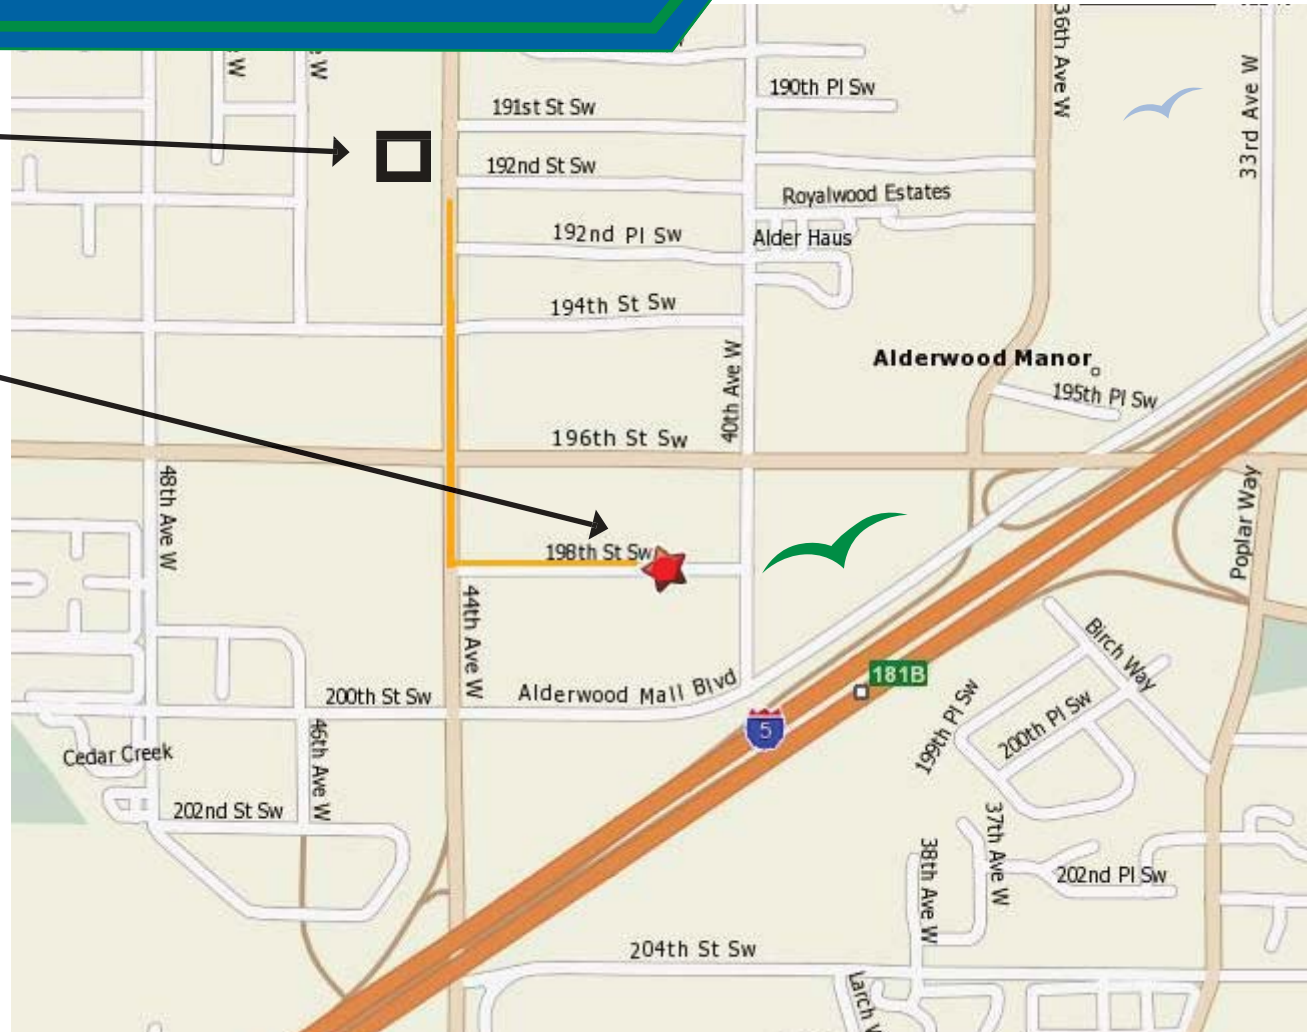 W
W
36th Ave W
190th Pl Sw
33rd Ave W
191st St Sw
192nd St Sw
Royalwood Estates
192nd Pl Sw
Alder Haus
194th St Sw
40th Ave W
Alderwood Manor
195th Pl Sw
196th St Sw
48th Ave W
Poplar Way
198th St Sw
44th Ave W
Birch Way
181B
200th St Sw
Alderwood Mall Blvd
5
199th Pl Sw
200th Pl Sw
46th Ave W
Cedar Creek
202nd St Sw
37th Ave W
38th Ave W
202nd Pl Sw
204th St Sw
Larch